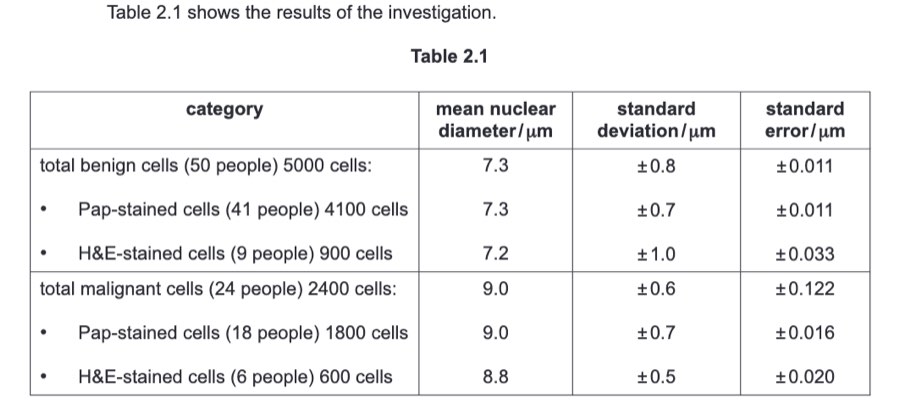 Table 2.1 shows the results of the investigation.
Table 2.1
category mean nuclear diameter/μm standard deviation/μm standard error/μm
total benign cells (50 people) 5000 cells: 7.3 ±0.8 ±0.011
• Pap-stained cells (41 people) 4100 cells 7.3 ±0.7 ±0.011
• H&E-stained cells (9 people) 900 cells 7.2 ±1.0 ±0.033
total malignant cells (24 people) 2400 cells: 9.0 ±0.6 ±0.122
• Pap-stained cells (18 people) 1800 cells 9.0 ±0.7 ±0.016
• H&E-stained cells (6 people) 600 cells 8.8 ±0.5 ±0.020